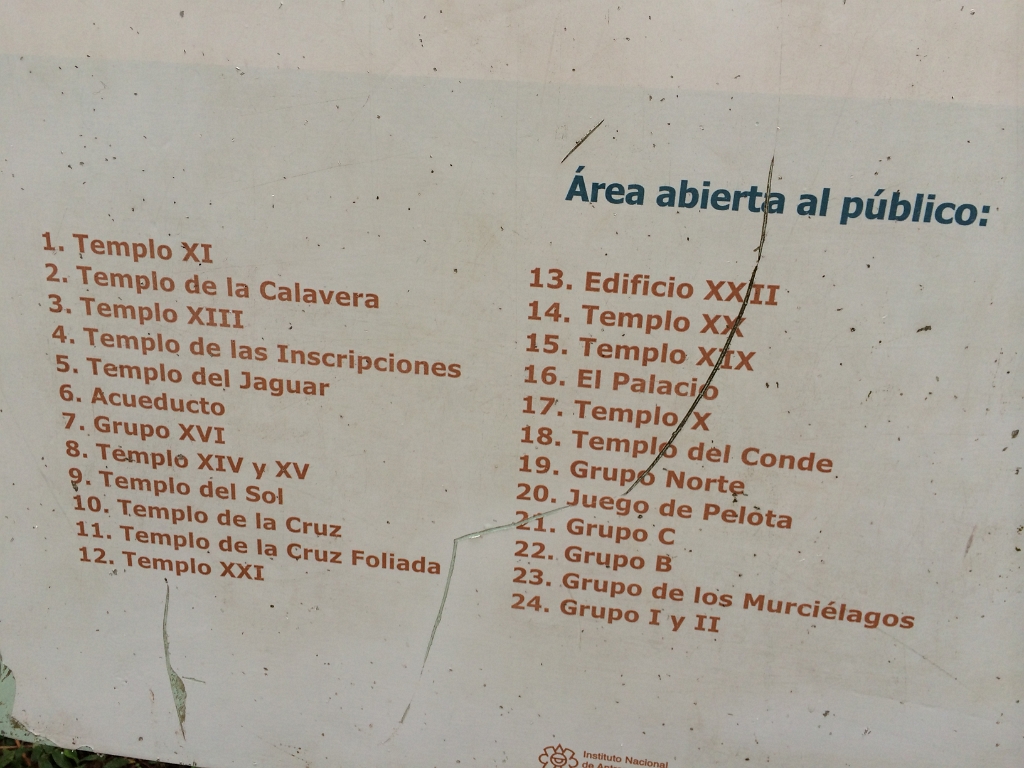 Área abierta al público:
1. Templo XI
2. Templo de la Calavera
3. Templo XIII
4. Templo de las Inscripciones
5. Templo del Jaguar
6. Acueducto
7. Grupo XVI
8. Templo XIV y XV
9. Templo del Sol
10. Templo de la Cruz
11. Templo de la Cruz Foliada
12. Templo XXI
13. Edificio XXII
14. Templo XX
15. Templo XIX
16. El Palacio
17. Templo X
18. Templo del Conde
19. Grupo Norte
20. Juego de Pelota
21. Grupo C
22. Grupo B
23. Grupo de los Murciélagos
24. Grupo I y II
Instituto Nacional
de